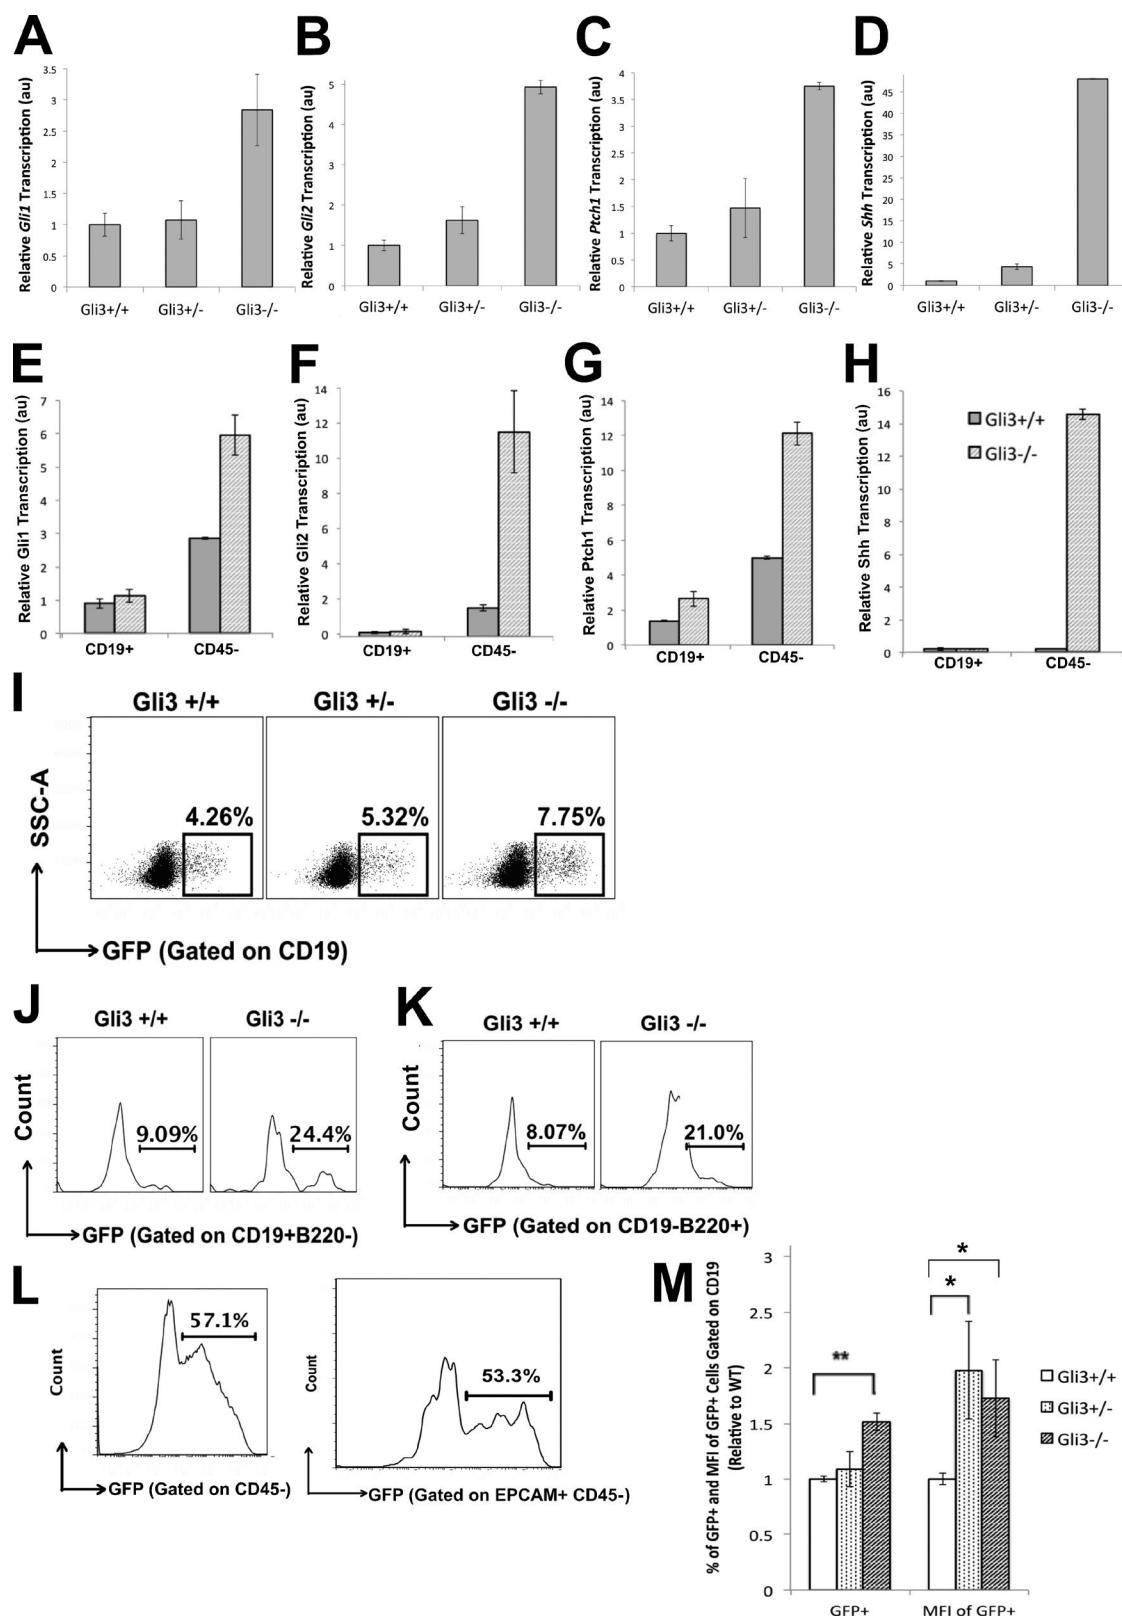 A
B
C
D
Relative Gli1 Transcription (au)
3.5
3
2.5
2
1.5
1
0.5
0
Gli3+/+ Gli3+/- Gli3-/-
Relative Gli2 Transcription (au)
5
4
3
2
1
0
Gli3+/+ Gli3+/- Gli3-/-
Relative Ptch1 Transcription (au)
4
3.5
3
2.5
2
1.5
1
0.5
0
Gli3+/+ Gli3+/- Gli3-/-
Relative Shh Transcription (au)
45
40
35
30
25
20
15
10
5
0
Gli3+/+ Gli3+/- Gli3-/-
E
F
G
H
Relative Gli1 Transcription (au)
7
6
5
4
3
2
1
0
CD19+ CD45-
Relative Gli2 Transcription (au)
14
12
10
8
6
4
2
0
CD19+ CD45-
Relative Ptch1 Transcription (au)
14
12
10
8
6
4
2
0
CD19+ CD45-
Relative Shh Transcription (au)
16
14
12
10
8
6
4
2
0
Gli3+/+
Gli3-/-
CD19+ CD45-
I
Gli3 +/+ Gli3 +/- Gli3 -/-
SSC-A
4.26% 5.32% 7.75%
GFP (Gated on CD19)
J
Gli3 +/+ Gli3 -/-
Count
9.09% 24.4%
GFP (Gated on CD19+B220-)
K
Gli3 +/+ Gli3 -/-
Count
8.07% 21.0%
GFP (Gated on CD19-B220+)
L
Count
57.1%
GFP (Gated on CD45-)
Count
53.3%
GFP (Gated on EPCAM+ CD45-)
M
% of GFP+ and MFI of GFP+ Cells Gated on CD19
(Relative to WT)
3
2.5
2
1.5
1
0.5
0
**
*
*
Gli3+/+
Gli3+/-
Gli3-/-
GFP+ MFI of GFP+